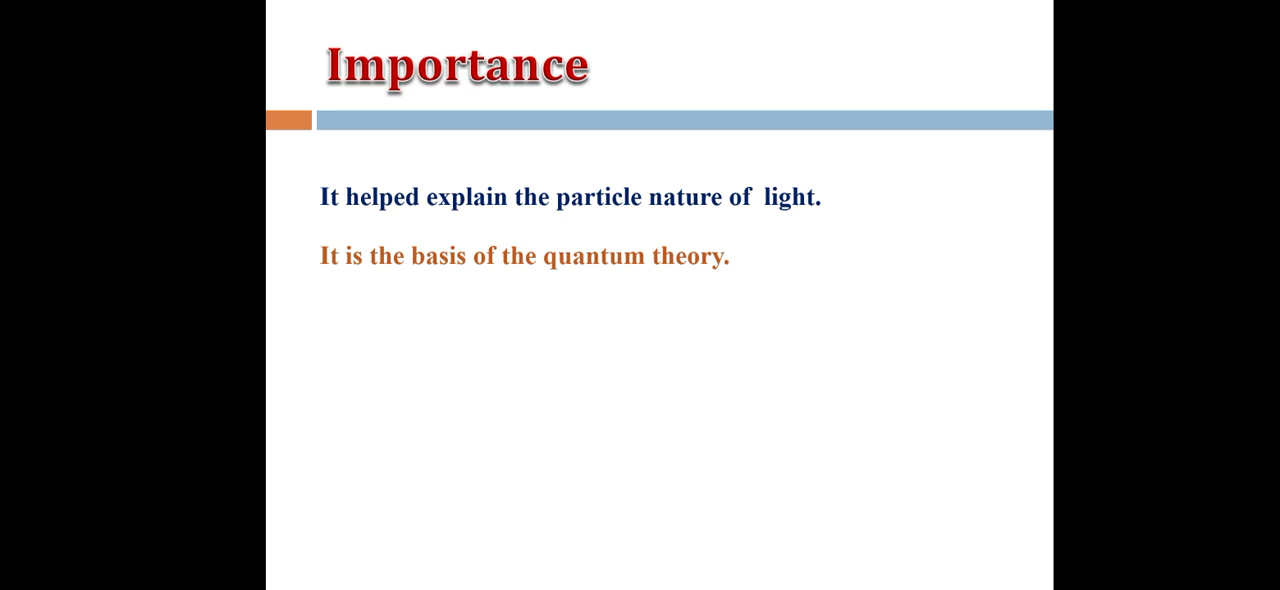 Importance
It helped explain the particle nature of  light.
It is the basis of the quantum theory.